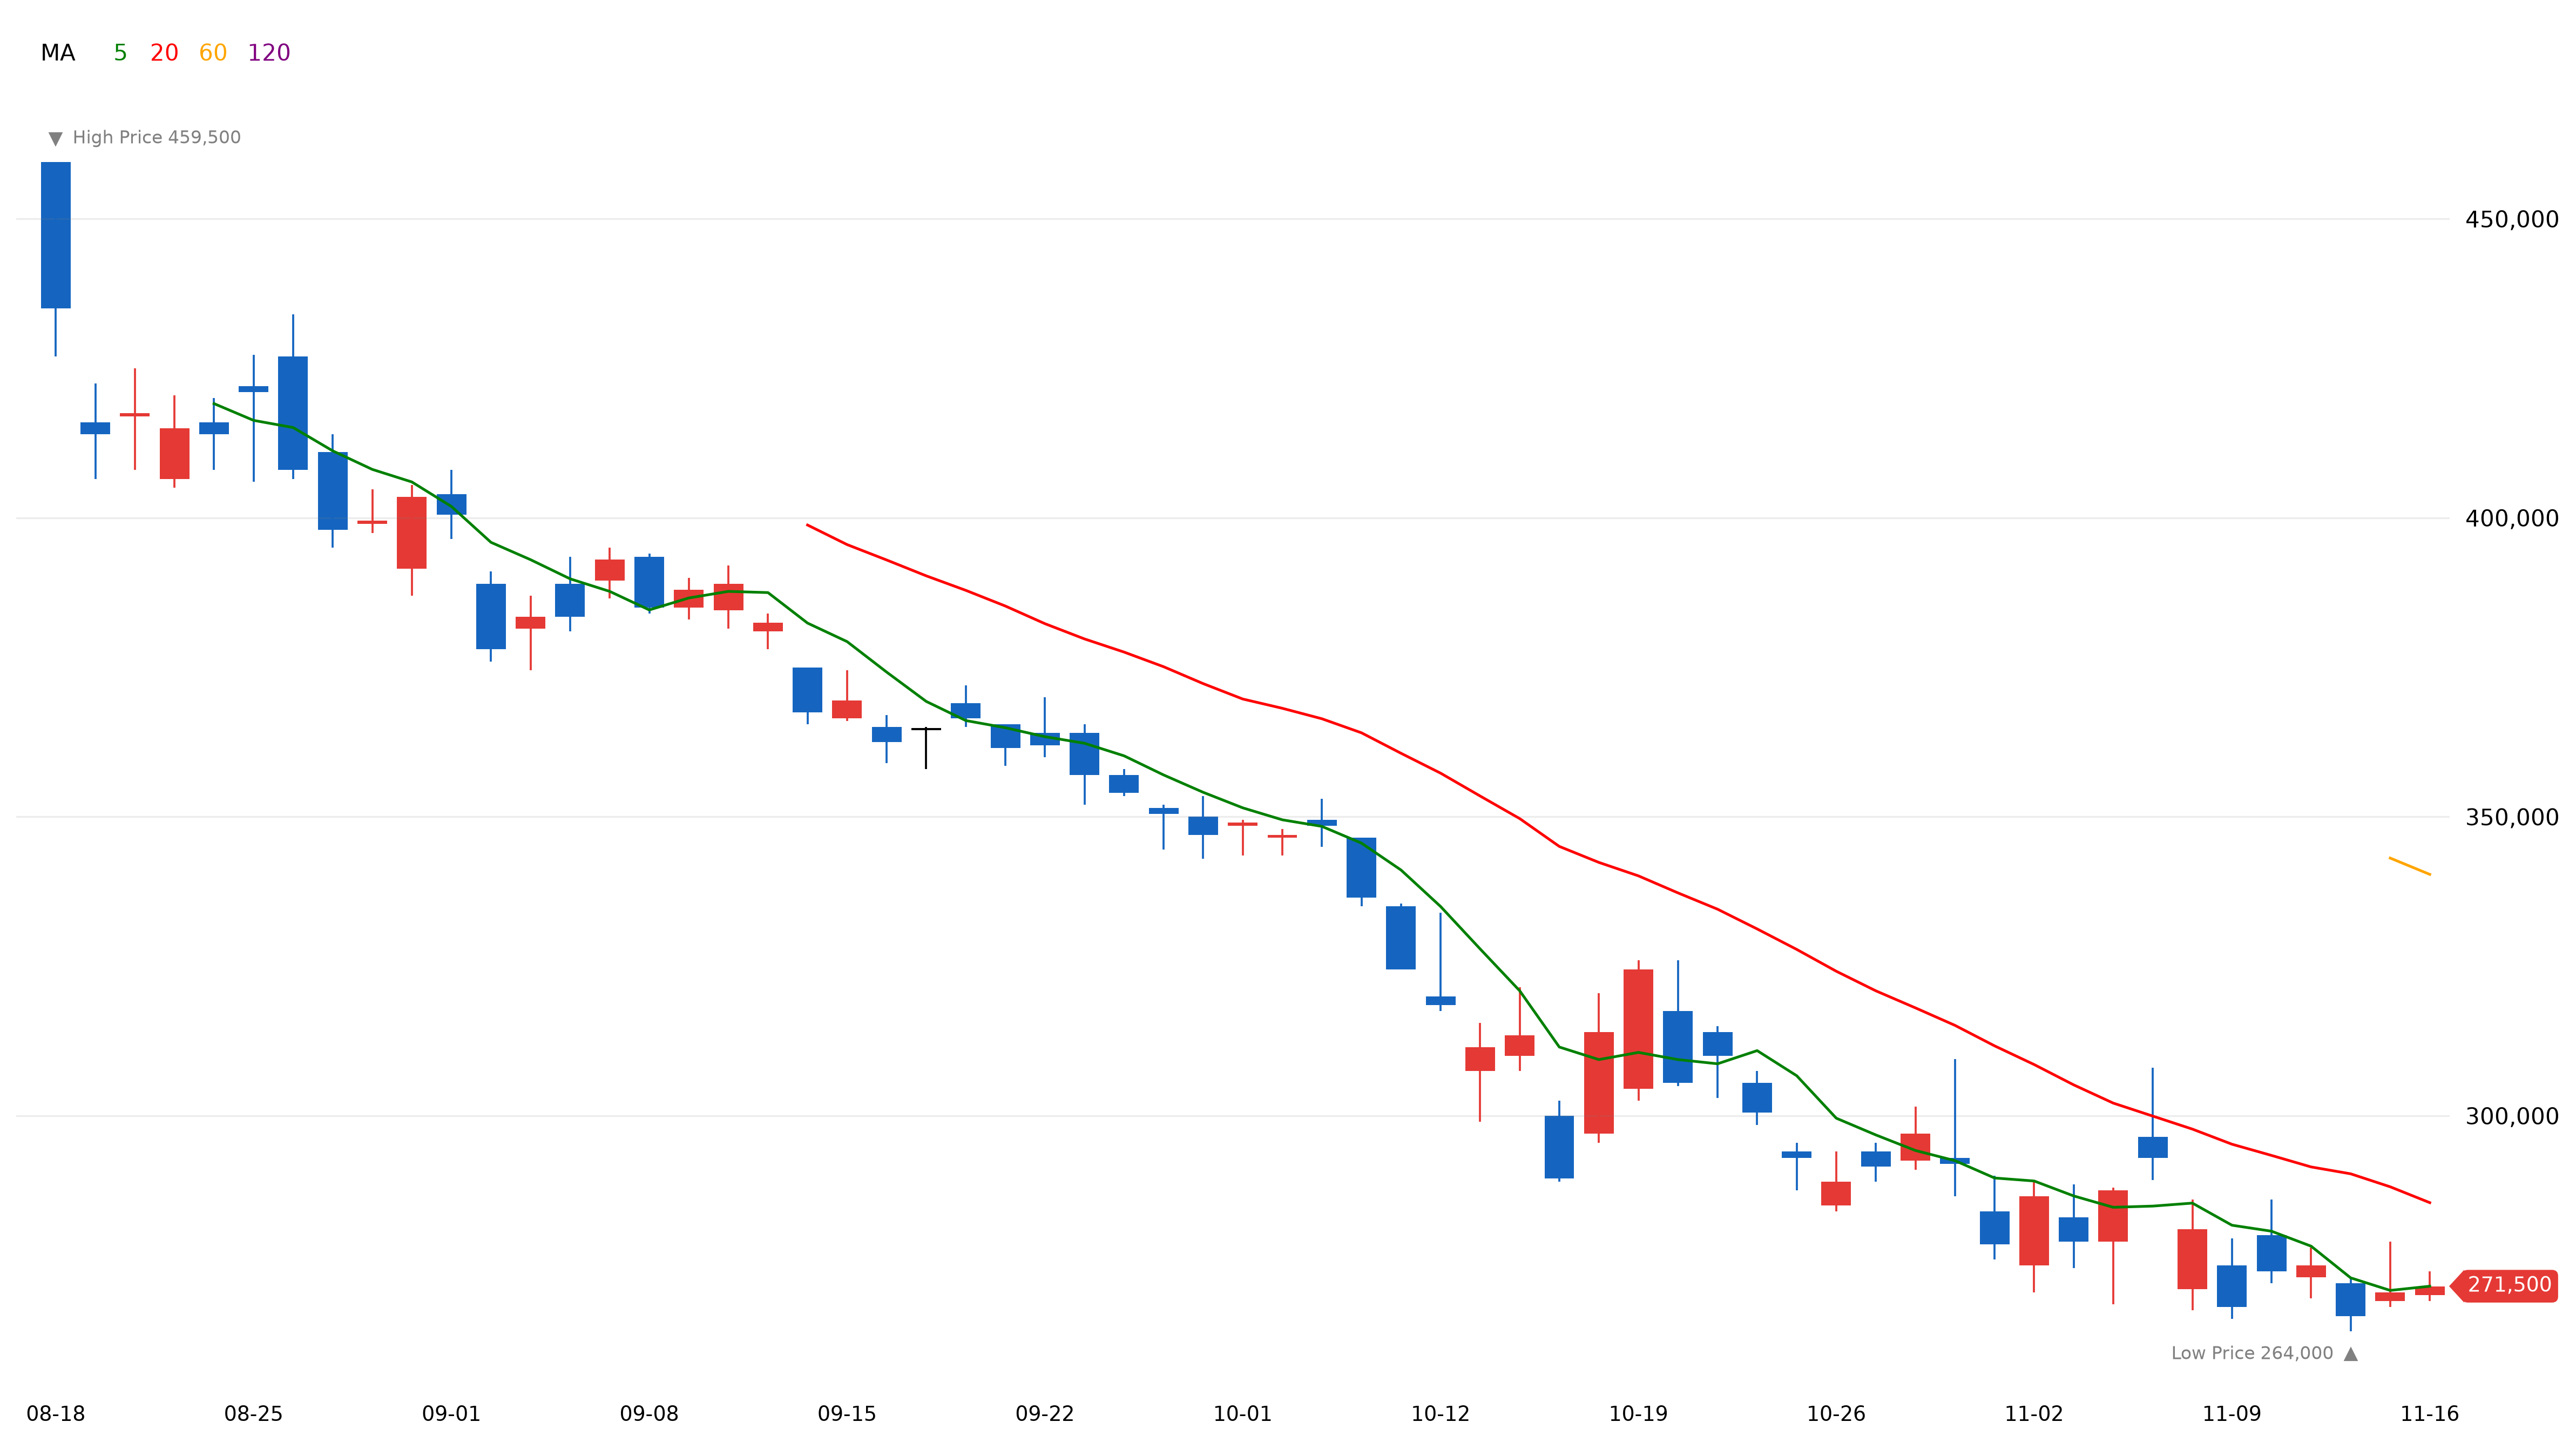 MA 5 20 60 120
▼ High Price 459,500
450,000
400,000
350,000
300,000
271,500
Low Price 264,000 ▲
08-18 08-25 09-01 09-08 09-15 09-22 10-01 10-12 10-19 10-26 11-02 11-09 11-16